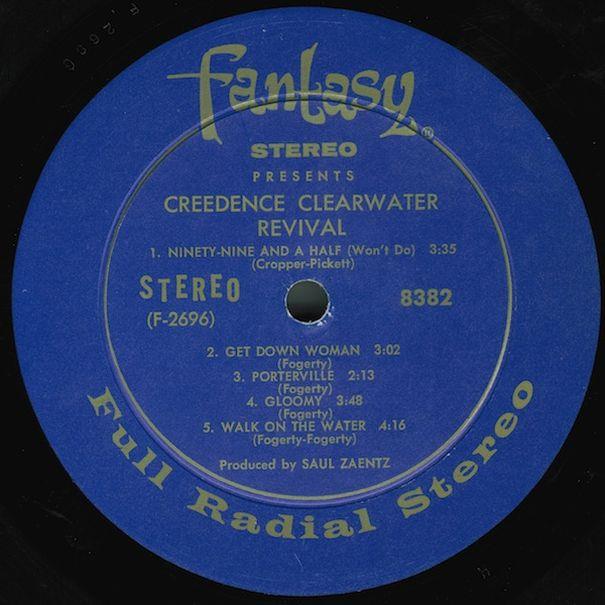 Fantasy®
STEREO
PRESENTS
CREEDENCE CLEARWATER
REVIVAL
1. NINETY-NINE AND A HALF (Won't Do) 3:35
(Cropper-Pickett)
STEREO
(F-2696)
8382
2. GET DOWN WOMAN 3:02
(Fogerty)
3. PORTERVILLE 2:13
(Fogerty)
4. GLOOMY 3:48
(Fogerty)
5. WALK ON THE WATER 4:16
(Fogerty-Fogerty)
Produced by SAUL ZAENTZ
Full Radial Stereo